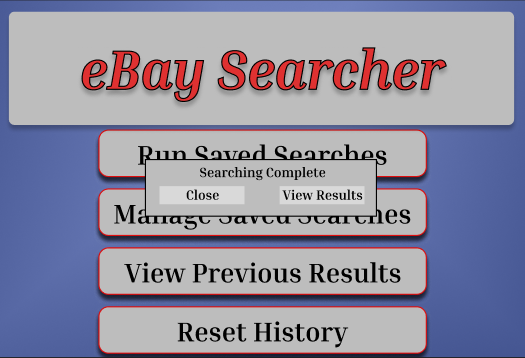 eBay Searcher
Run Saved Searches
Searching Complete
Close
View Results
Manage Saved Searches
View Previous Results
Reset History